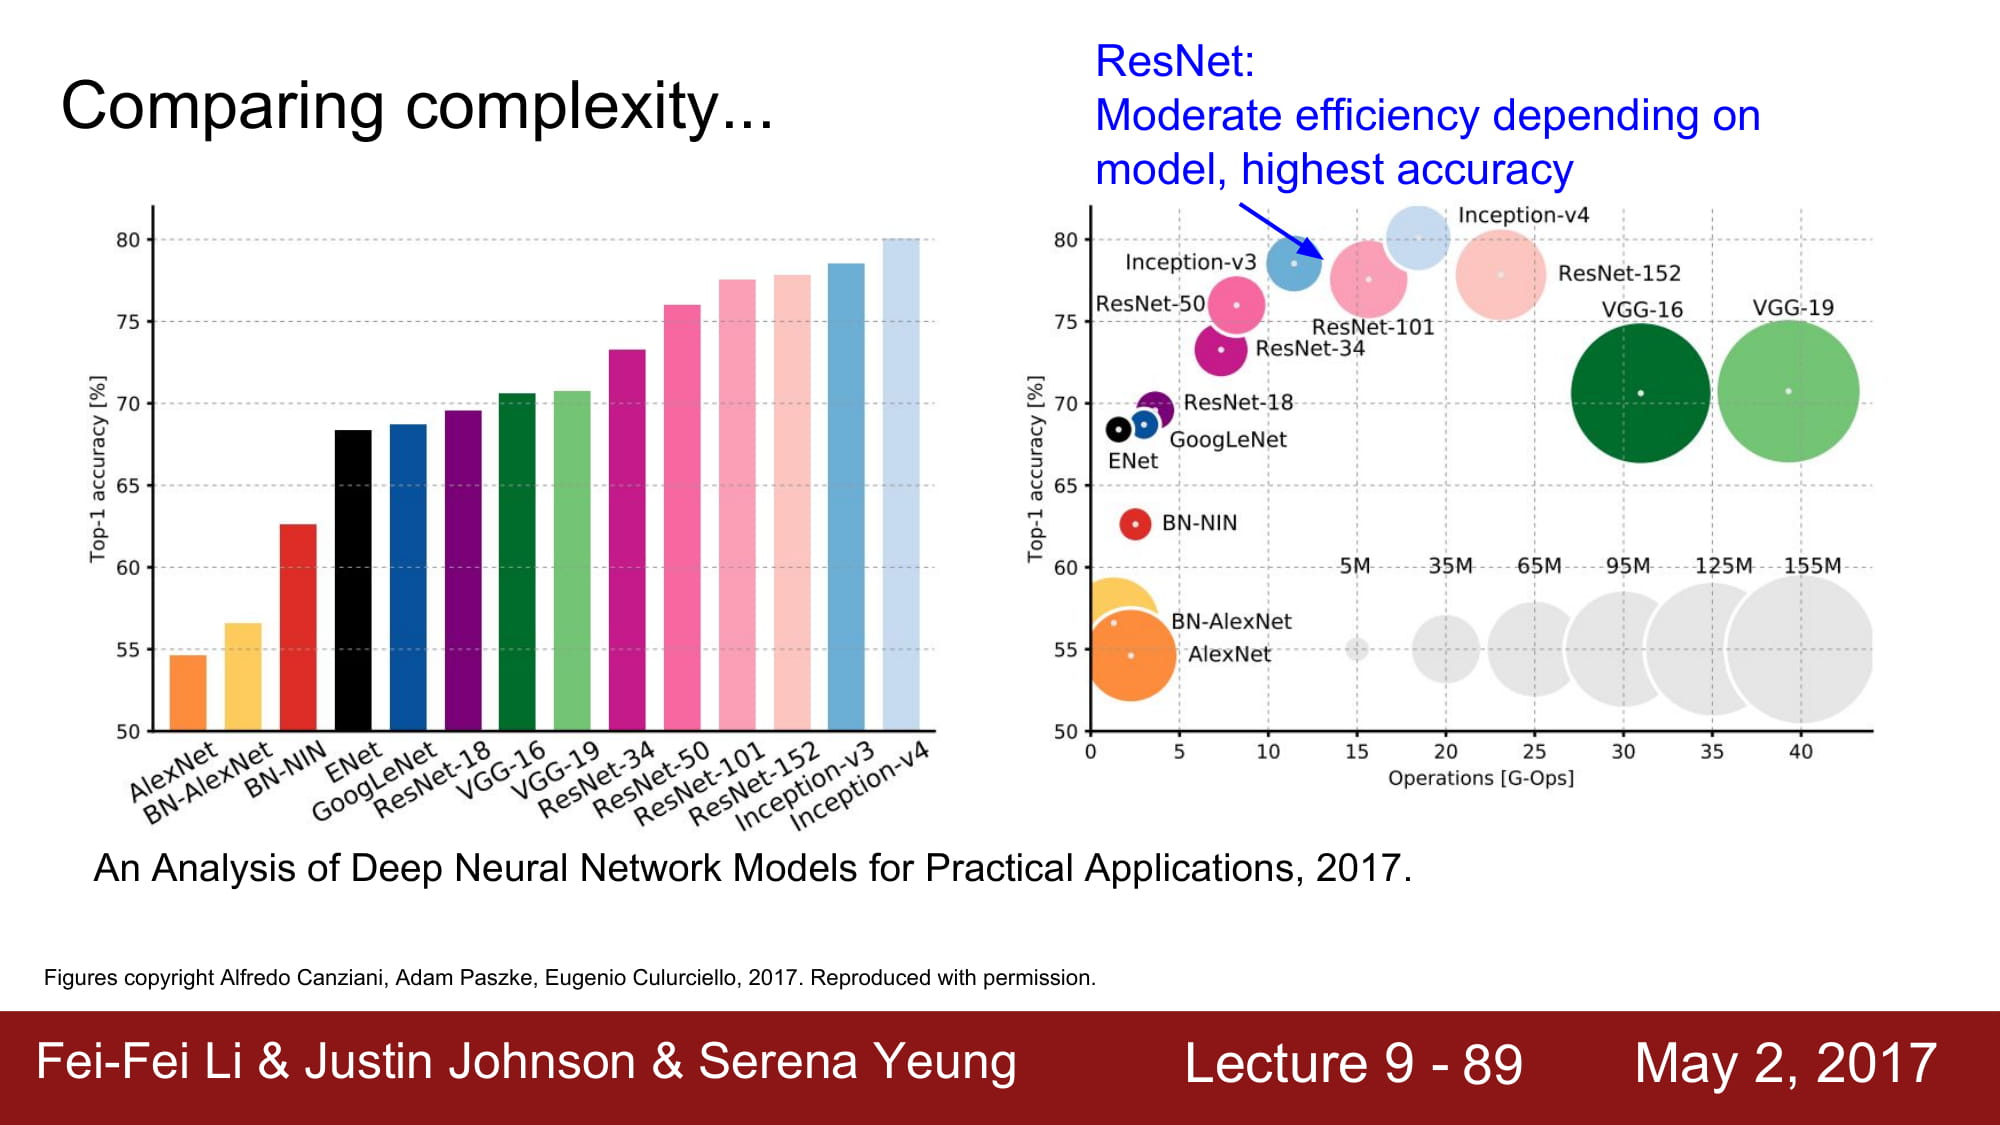 Comparing complexity...
ResNet:
Moderate efficiency depending on
model, highest accuracy
80
75
70
65
60
55
50
Top-1 accuracy [%]
AlexNet
BN-AlexNet
BN-NIN
ENet
GoogLeNet
ResNet-18
VGG-16
VGG-19
ResNet-34
ResNet-50
ResNet-101
ResNet-152
Inception-v3
Inception-v4
80
75
70
65
60
55
50
Top-1 accuracy [%]
Inception-v4
Inception-v3
ResNet-152
ResNet-50
VGG-16
VGG-19
ResNet-101
ResNet-34
ResNet-18
GoogLeNet
ENet
BN-NIN
5M
35M
65M
95M
125M
155M
BN-AlexNet
AlexNet
0
5
10
15
20
25
30
35
40
Operations [G-Ops]
An Analysis of Deep Neural Network Models for Practical Applications, 2017.
Figures copyright Alfredo Canziani, Adam Paszke, Eugenio Culurciello, 2017. Reproduced with permission.
Fei-Fei Li & Justin Johnson & Serena Yeung
Lecture 9 - 89
May 2, 2017